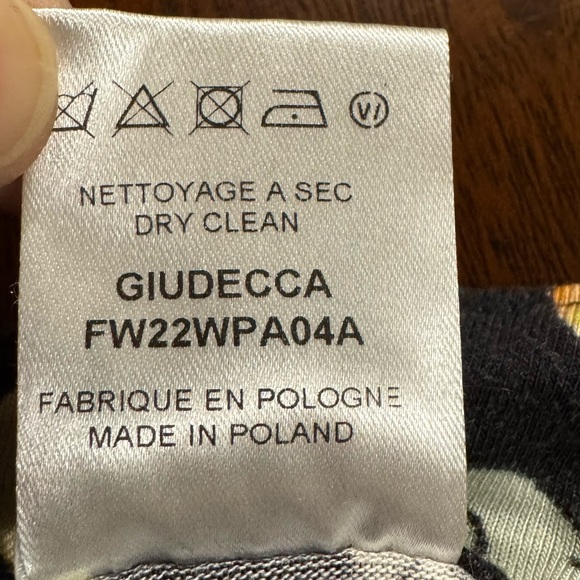 NETTOYAGE A SEC
DRY CLEAN
GIUDECCA
FW22WPA04A
FABRIQUE EN POLOGNE
MADE IN POLAND